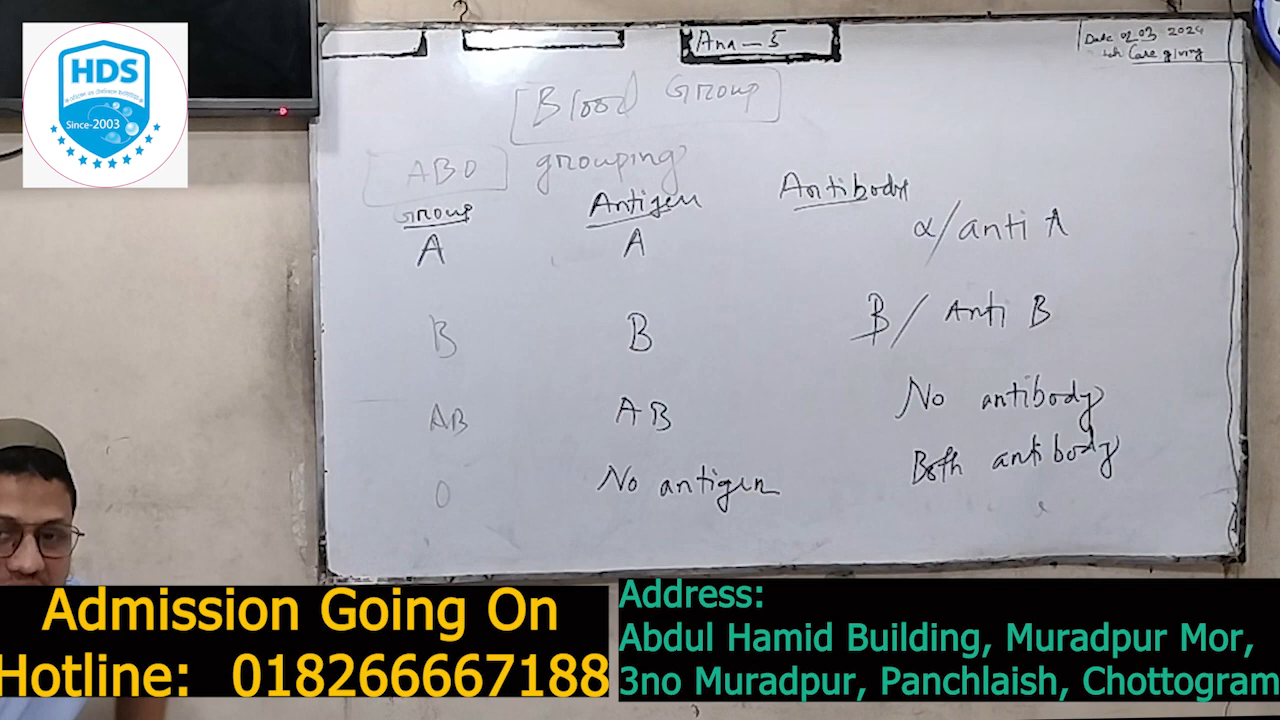 HDS
Since-2003
Ana - 5
Date 02.03 2024
Care giving
Blood Group
ABO grouping
Group Antigen Antibody
A A α/anti A
B B β/ Anti B
AB AB No antibody
O No antigen Both antibody
Admission Going On
Hotline: 018266667188
Address:
Abdul Hamid Building, Muradpur Mor,
3no Muradpur, Panchlaish, Chottogram